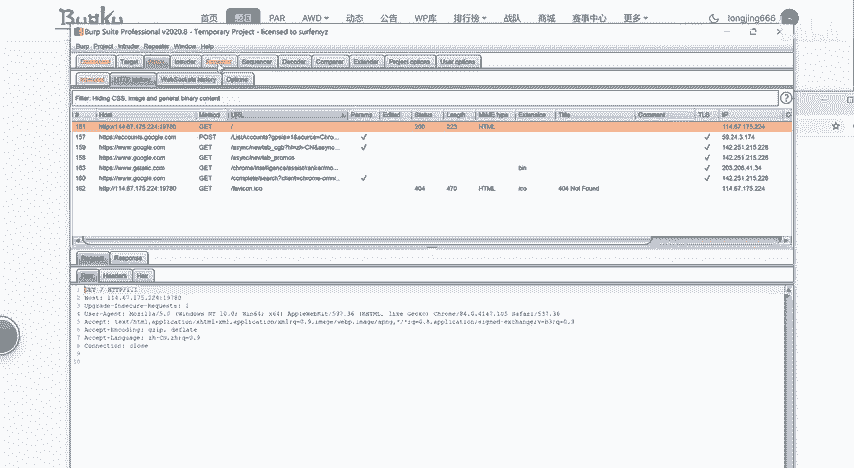 Bugku 首页 题目 PAR AWD 动态 公告 WP库 排行榜 战队 商城 赛事中心 更多 longjing666
Burp Suite Professional v2020.8 - Temporary Project - licensed to surferxyz
Burp Project Intruder Repeater Window Help
Dashboard Target Proxy Intruder Repeater Sequencer Decoder Comparer Extender Project options User options
Intercept HTTP history WebSockets history Options
Filter: Hiding CSS, image and general binary content
# Host Method URL Params Edited Status Length MIME type Extension Title Comment TLS IP
151 http://114.67.175.224:19780 GET / 200 223 HTML 114.67.175.224
157 https://accounts.google.com POST /ListAccounts?gpsia=1&source=Chro... ✓ ✓ 59.24.3.174
159 https://www.google.com GET /async/newtab_ogb?hl=zh-CN&async... ✓ ✓ 142.251.215.228
158 https://www.google.com GET /async/newtab_promos ✓ 142.251.215.228
163 https://www.gstatic.com GET /chrome/intelligence/assist/ranker/mo... bin ✓ 203.208.41.34
160 https://www.google.com GET /complete/search?client=chrome-omni... ✓ ✓ 142.251.215.228
162 http://114.67.175.224:19780 GET /favicon.ico 404 470 HTML ico 404 Not Found 114.67.175.224
Request Response
Raw Headers Hex
1 GET / HTTP/1.1
2 Host: 114.67.175.224:19780
3 Upgrade-Insecure-Requests: 1
4 User-Agent: Mozilla/5.0 (Windows NT 10.0; Win64; x64) AppleWebKit/537.36 (KHTML, like Gecko) Chrome/84.0.4147.105 Safari/537.36
5 Accept: text/html,application/xhtml+xml,application/xml;q=0.9,image/webp,image/apng,*/*;q=0.8,application/signed-exchange;v=b3;q=0.9
6 Accept-Encoding: gzip, deflate
7 Accept-Language: zh-CN,zh;q=0.9
8 Connection: close
9
10